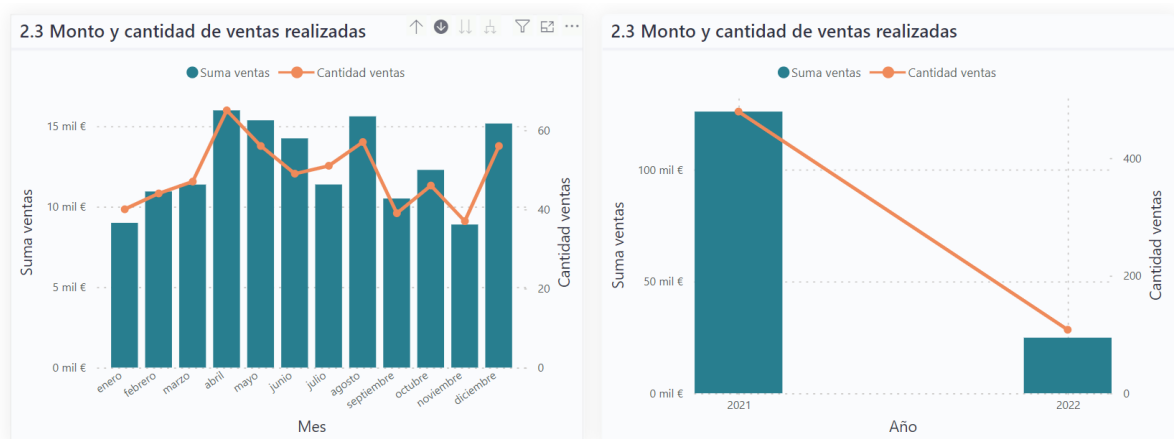 2.3 Monto y cantidad de ventas realizadas
Suma ventas Cantidad ventas
15 mil €
10 mil €
5 mil €
0 mil €
Suma ventas
60
40
20
0
Cantidad ventas
enero febrero marzo abril mayo junio julio agosto septiembre octubre noviembre diciembre
Mes
2.3 Monto y cantidad de ventas realizadas
Suma ventas Cantidad ventas
100 mil €
50 mil €
0 mil €
Suma ventas
400
200
0
Cantidad ventas
2021 2022
Año